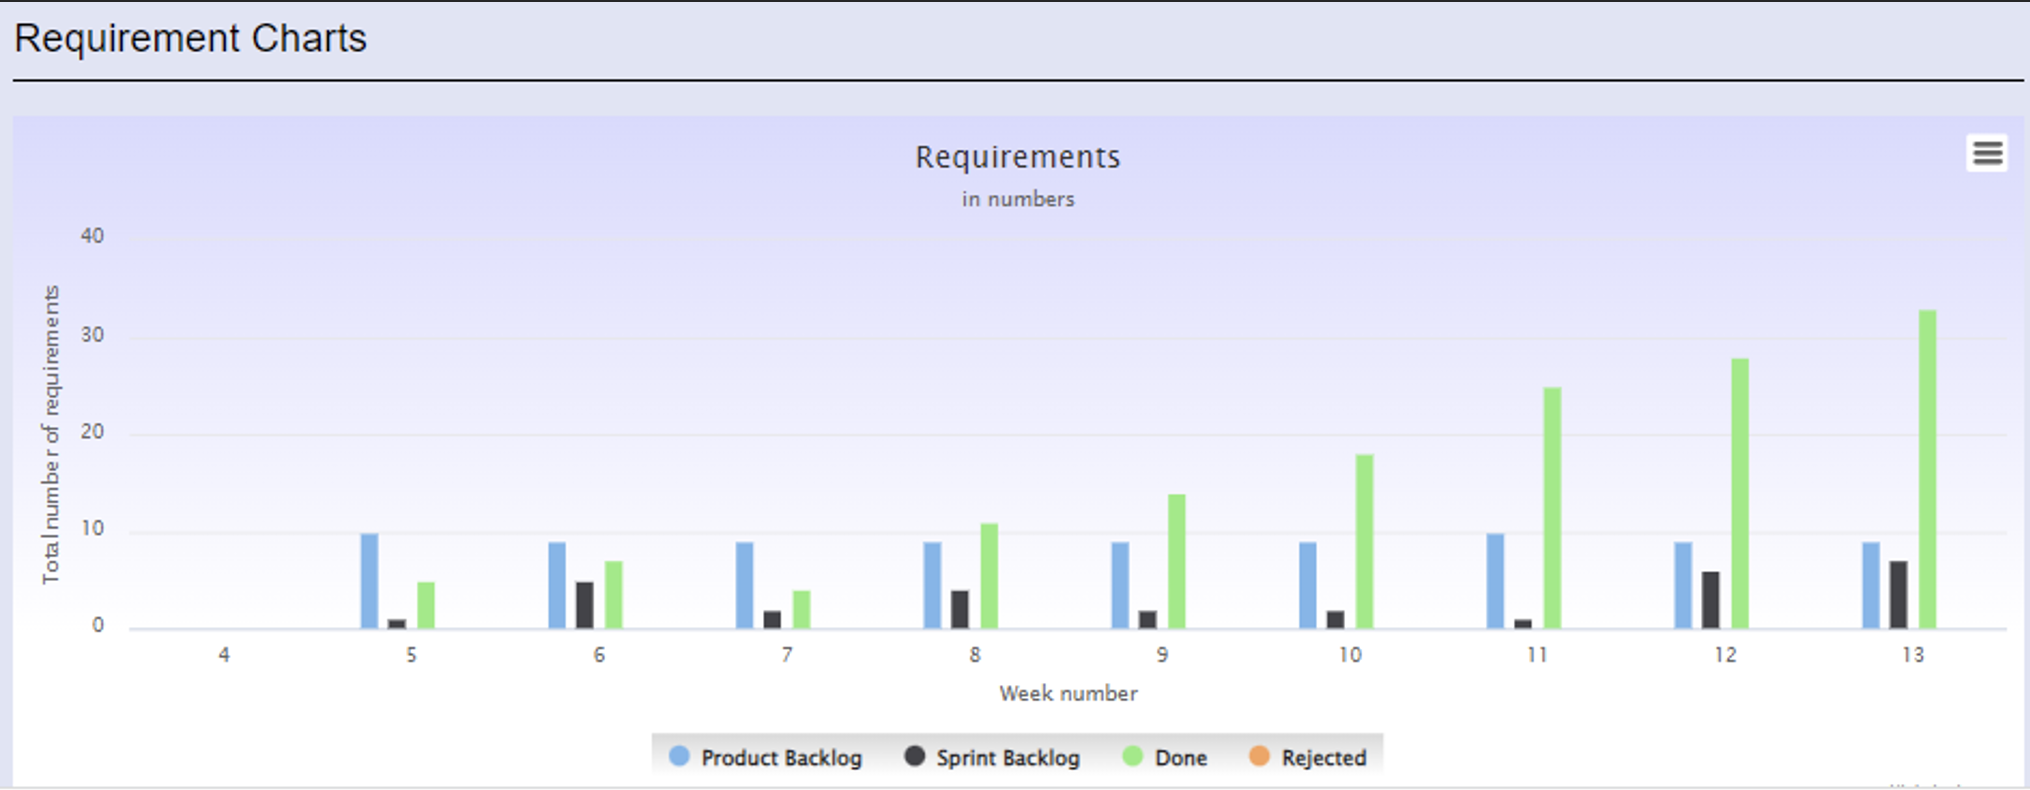 Requirement Charts
Requirements
in numbers
Total number of requirements
40
30
20
10
0
4 5 6 7 8 9 10 11 12 13
Week number
Product Backlog Sprint Backlog Done Rejected